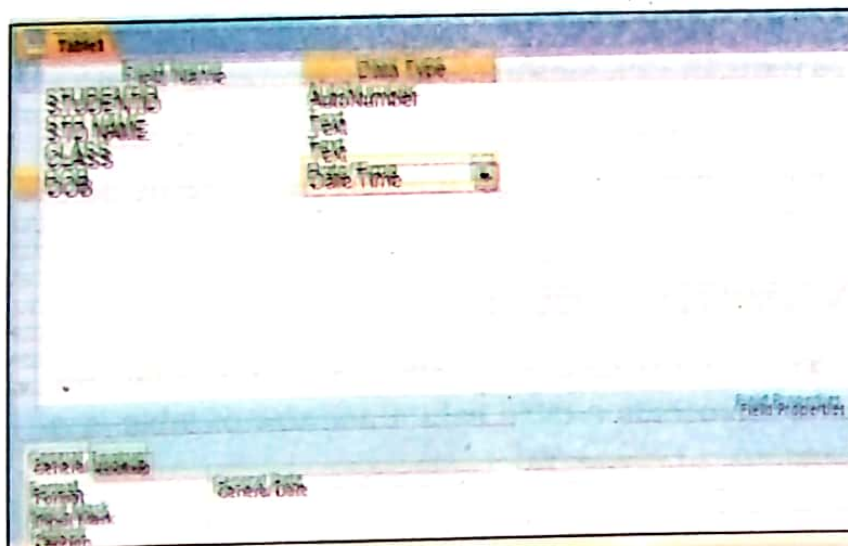 Table1
Field Name Data Type
STUDENTID AutoNumber
STD NAME Text
CLASS Text
DOB Date/Time
Field Properties
General Lookup
Format General Date
Input Mask
Caption